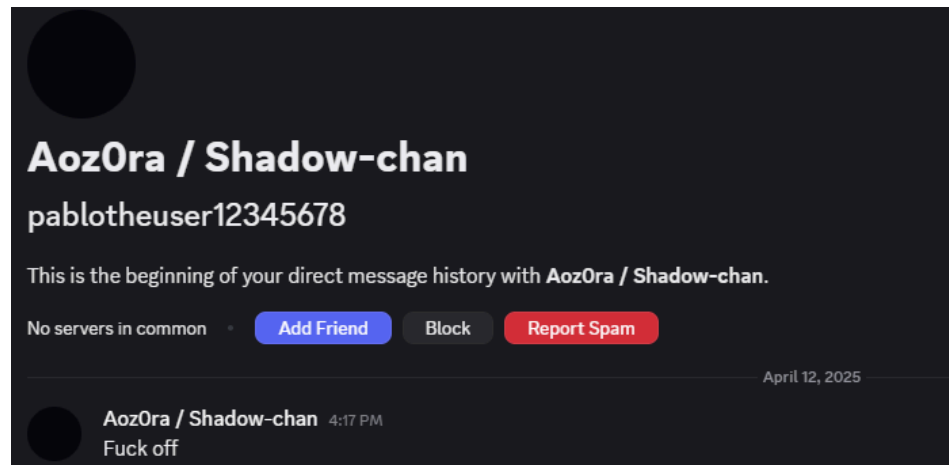 Aoz0ra / Shadow-chan
pablotheuser12345678
This is the beginning of your direct message history with Aoz0ra / Shadow-chan.
No servers in common • Add Friend Block Report Spam
April 12, 2025
Aoz0ra / Shadow-chan 4:17 PM
Fuck off